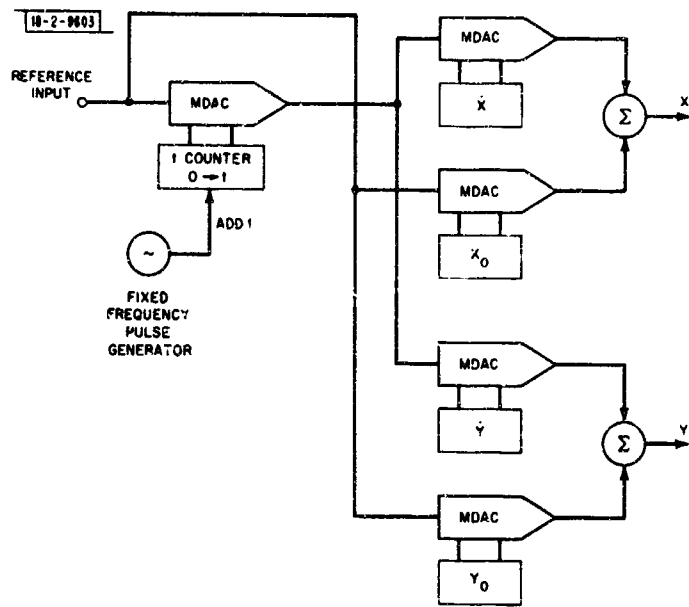 18-2-8603
REFERENCE
INPUT
MDAC
t COUNTER
0 → t
ADD 1
~
FIXED
FREQUENCY
PULSE
GENERATOR
MDAC
Ẋ
Σ
X
MDAC
X₀
MDAC
Ẏ
Σ
Y
MDAC
Y₀